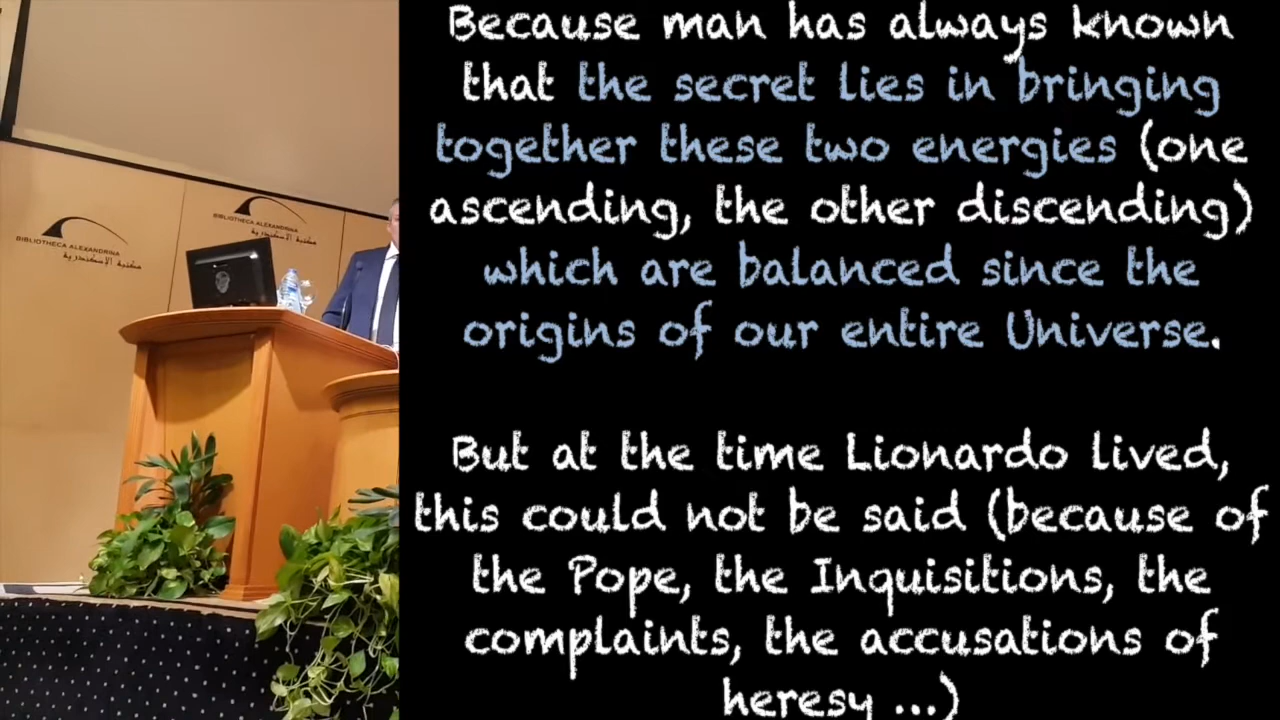 Because man has always known
that the secret lies in bringing
together these two energies (one
ascending, the other discending)
which are balanced since the
origins of our entire Universe.
But at the time Lionardo lived,
this could not be said (because of
the Pope, the Inquisitions, the
complaints, the accusations of
heresy ...)
BIBLIOTHECA ALEXANDRINA
مكتبة الإسكندرية
BIBLIOTHECA ALEXANDRINA
مكتبة الإسكندرية